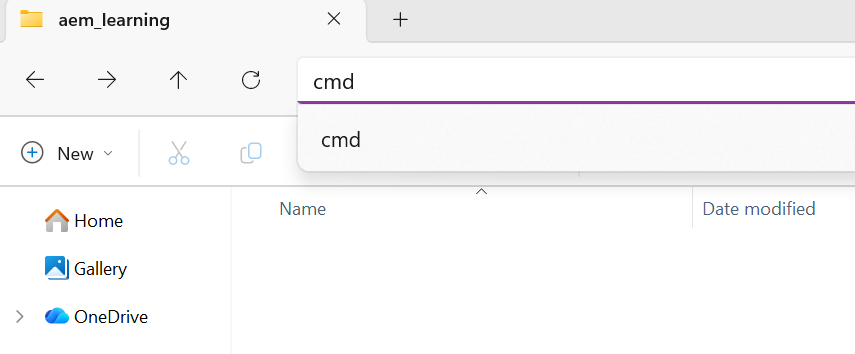 aem_learning
cmd
cmd
New
Name
Date modified
Home
Gallery
OneDrive